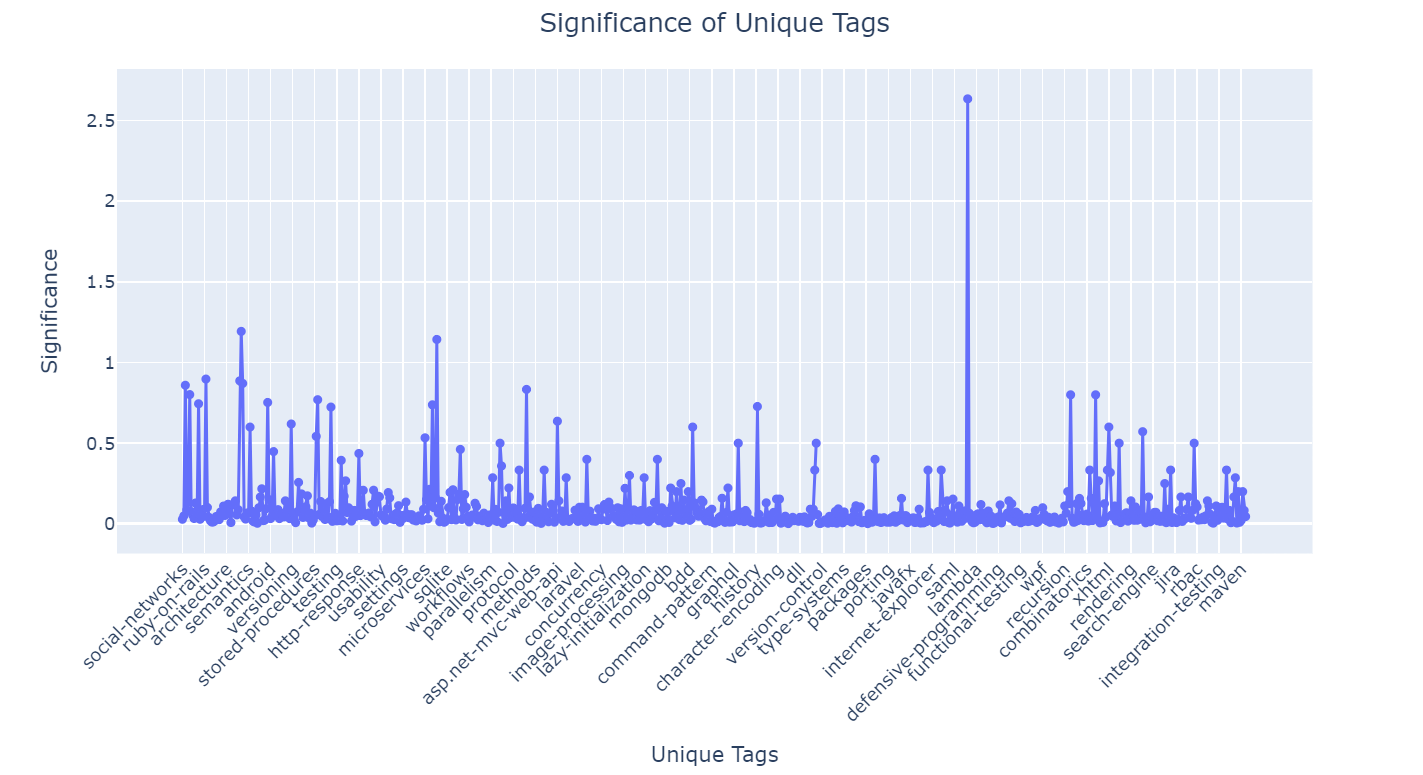 Significance of Unique Tags
2.5
2
1.5
1
0.5
0
Significance
social-networks
ruby-on-rails
architecture
semantics
android
versioning
stored-procedures
testing
http-response
usability
settings
microservices
sqlite
workflows
parallelism
protocol
methods
asp.net-mvc-web-api
laravel
concurrency
image-processing
lazy-initialization
mongodb
bdd
command-pattern
graphql
history
character-encoding
dll
version-control
type-systems
packages
porting
javafx
internet-explorer
saml
lambda
defensive-programming
functional-testing
wpf
recursion
combinatorics
xhtml
rendering
search-engine
jira
rbac
integration-testing
maven
Unique Tags